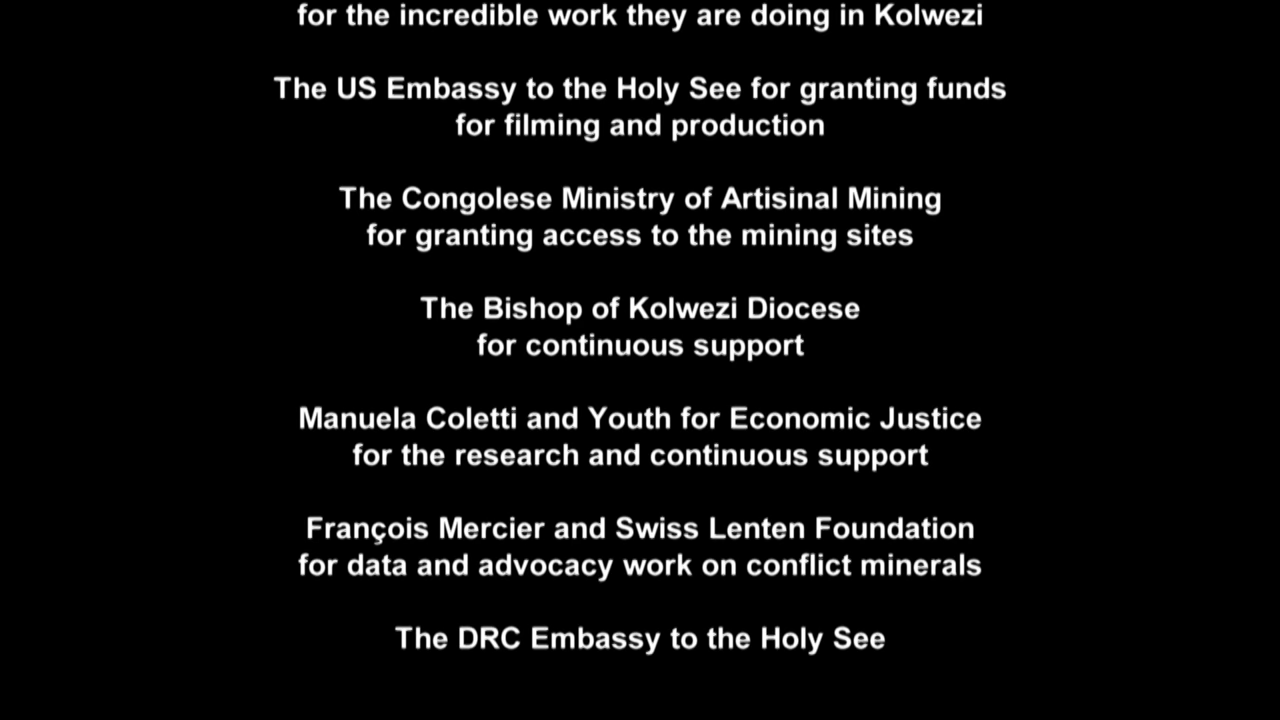 for the incredible work they are doing in Kolwezi
The US Embassy to the Holy See for granting funds
for filming and production
The Congolese Ministry of Artisinal Mining
for granting access to the mining sites
The Bishop of Kolwezi Diocese
for continuous support
Manuela Coletti and Youth for Economic Justice
for the research and continuous support
François Mercier and Swiss Lenten Foundation
for data and advocacy work on conflict minerals
The DRC Embassy to the Holy See